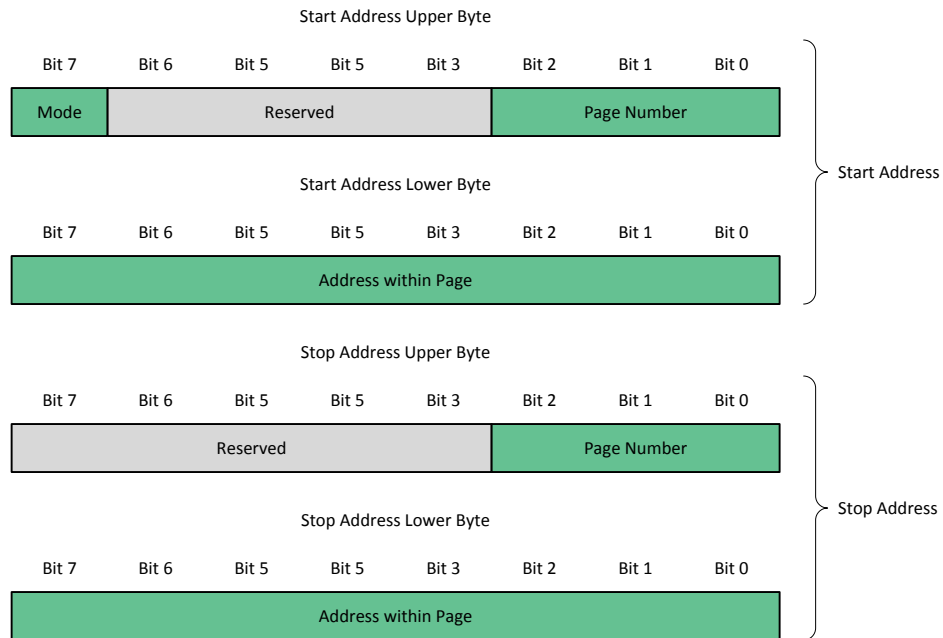 Start Address Upper Byte
Bit 7 Bit 6 Bit 5 Bit 5 Bit 3 Bit 2 Bit 1 Bit 0
Mode Reserved Page Number
Start Address Lower Byte
Start Address
Bit 7 Bit 6 Bit 5 Bit 5 Bit 3 Bit 2 Bit 1 Bit 0
Address within Page
Stop Address Upper Byte
Bit 7 Bit 6 Bit 5 Bit 5 Bit 3 Bit 2 Bit 1 Bit 0
Reserved Page Number
Stop Address Lower Byte
Stop Address
Bit 7 Bit 6 Bit 5 Bit 5 Bit 3 Bit 2 Bit 1 Bit 0
Address within Page